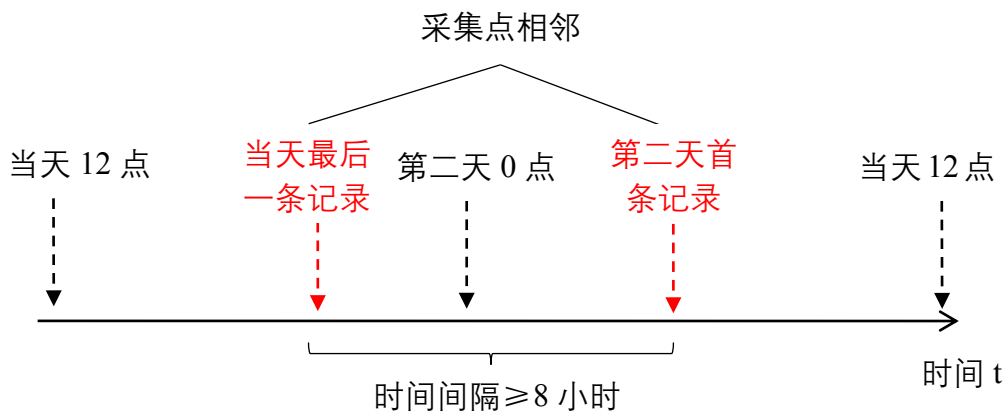 采集点相邻
当天 12 点
当天最后
一条记录
第二天 0 点
第二天首
条记录
当天 12 点
时间 t
时间间隔≥8 小时